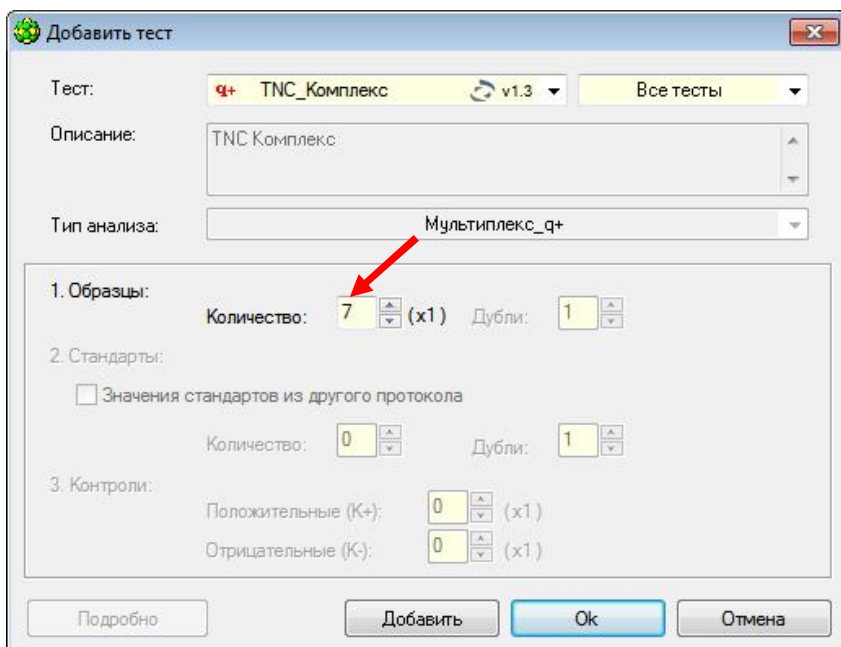 Добавить тест
Тест: q+ TNC_Комплекс v1.3 Все тесты
Описание: TNC Комплекс
Тип анализа: Мультиплекс_q+
1. Образцы:
Количество: 7 (x1) Дубли: 1
2. Стандарты:
Значения стандартов из другого протокола
Количество: 0 Дубли: 1
3. Контроли:
Положительные (К+): 0 (x1)
Отрицательные (К-): 0 (x1)
Подробно Добавить Ok Отмена